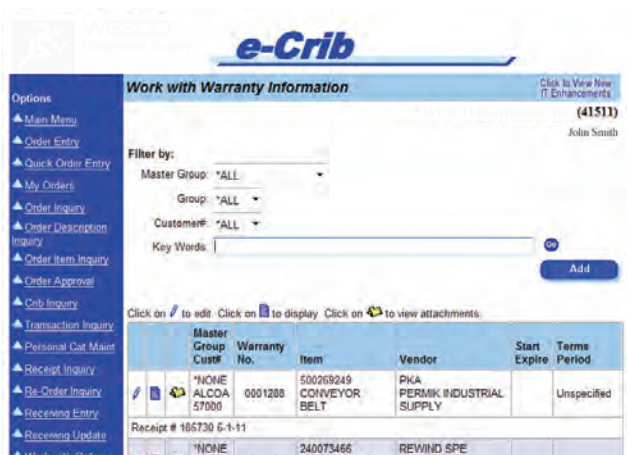 WESCO
e-Crib
Options
Main Menu
Order Entry
Quick Order Entry
My Orders
Order Inquiry
Order Description
Inquiry
Order Item Inquiry
Order Approval
Crib Inquiry
Transaction Inquiry
Personal Cat Maint
Receipt Inquiry
Re-Order Inquiry
Receiving Entry
Receiving Update
Work with Warranty Information
Click to View New
IT Enhancements
(41511)
John Smith
Filter by:
Master Group: *ALL
Group: *ALL
Customer#: *ALL
Key Words:
Go
Add
Click on to edit Click on to display Click on to view attachments
Master Group Cust# Warranty No. Item Vendor Start Expire Terms Period
*NONE ALCOA 57000 0001288 500269249 CONVEYOR BELT PKA PERMIK INDUSTRIAL SUPPLY Unspecified
Receipt # 186730 6-1-11
*NONE 240073466 REWIND SPE